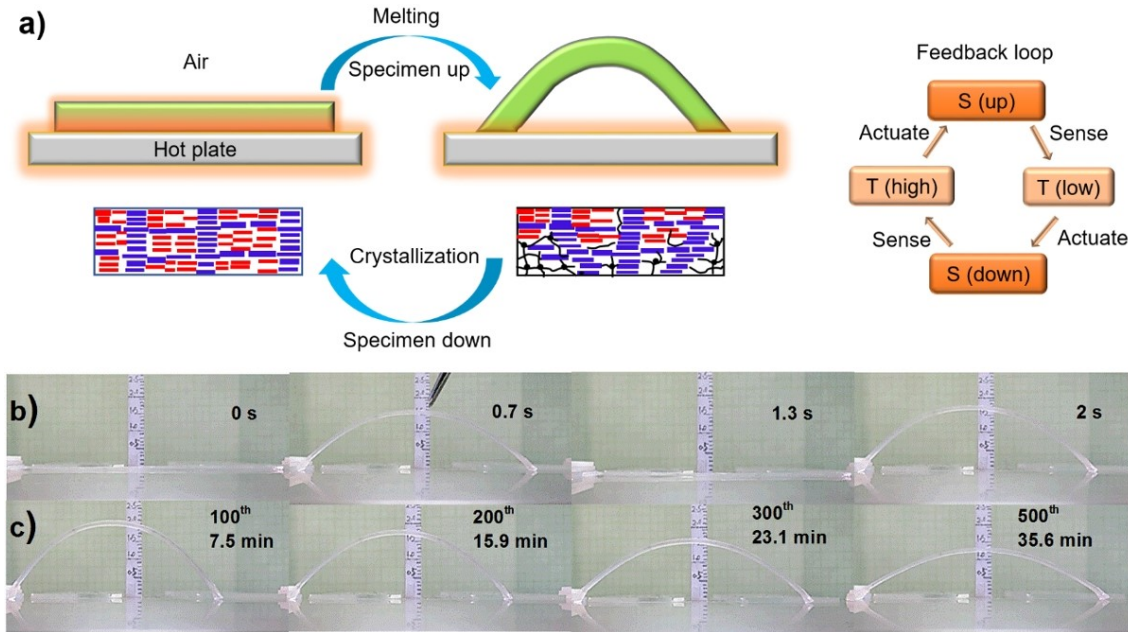 a)
Air
Melting
Specimen up
Hot plate
Crystallization
Specimen down
Feedback loop
S (up)
Actuate
Sense
T (high)
T (low)
Sense
Actuate
S (down)
b)
0 s
0.7 s
1.3 s
2 s
c)
100th
7.5 min
200th
15.9 min
300th
23.1 min
500th
35.6 min